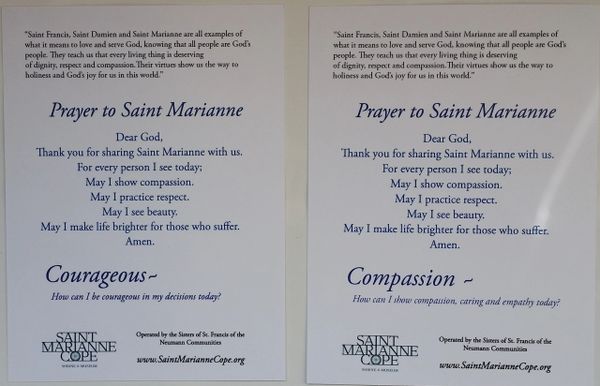 "Saint Francis, Saint Damien and Saint Marianne are all examples of
what it means to love and serve God, knowing that all people are God's
people. They teach us that every living thing is deserving
of dignity, respect and compassion.Their virtues show us the way to
holiness and God's joy for us in this world."
Prayer to Saint Marianne
Dear God,
Thank you for sharing Saint Marianne with us.
For every person I see today;
May I show compassion.
May I practice respect.
May I see beauty.
May I make life brighter for those who suffer.
Amen.
Courageous~
How can I be courageous in my decisions today?
SAINT
MARIANNE
COPE
SHRINE & MUSEUM
Operated by the Sisters of St. Francis of the
Neumann Communities
www.SaintMarianneCope.org
"Saint Francis, Saint Damien and Saint Marianne are all examples of
what it means to love and serve God, knowing that all people are God's
people. They teach us that every living thing is deserving
of dignity, respect and compassion.Their virtues show us the way to
holiness and God's joy for us in this world."
Prayer to Saint Marianne
Dear God,
Thank you for sharing Saint Marianne with us.
For every person I see today;
May I show compassion.
May I practice respect.
May I see beauty.
May I make life brighter for those who suffer.
Amen.
Compassion ~
How can I show compassion, caring and empathy today?
SAINT
MARIANNE
COPE
SHRINE & MUSEUM
Operated by the Sisters of St. Francis of the
Neumann Communities
www.SaintMarianneCope.org